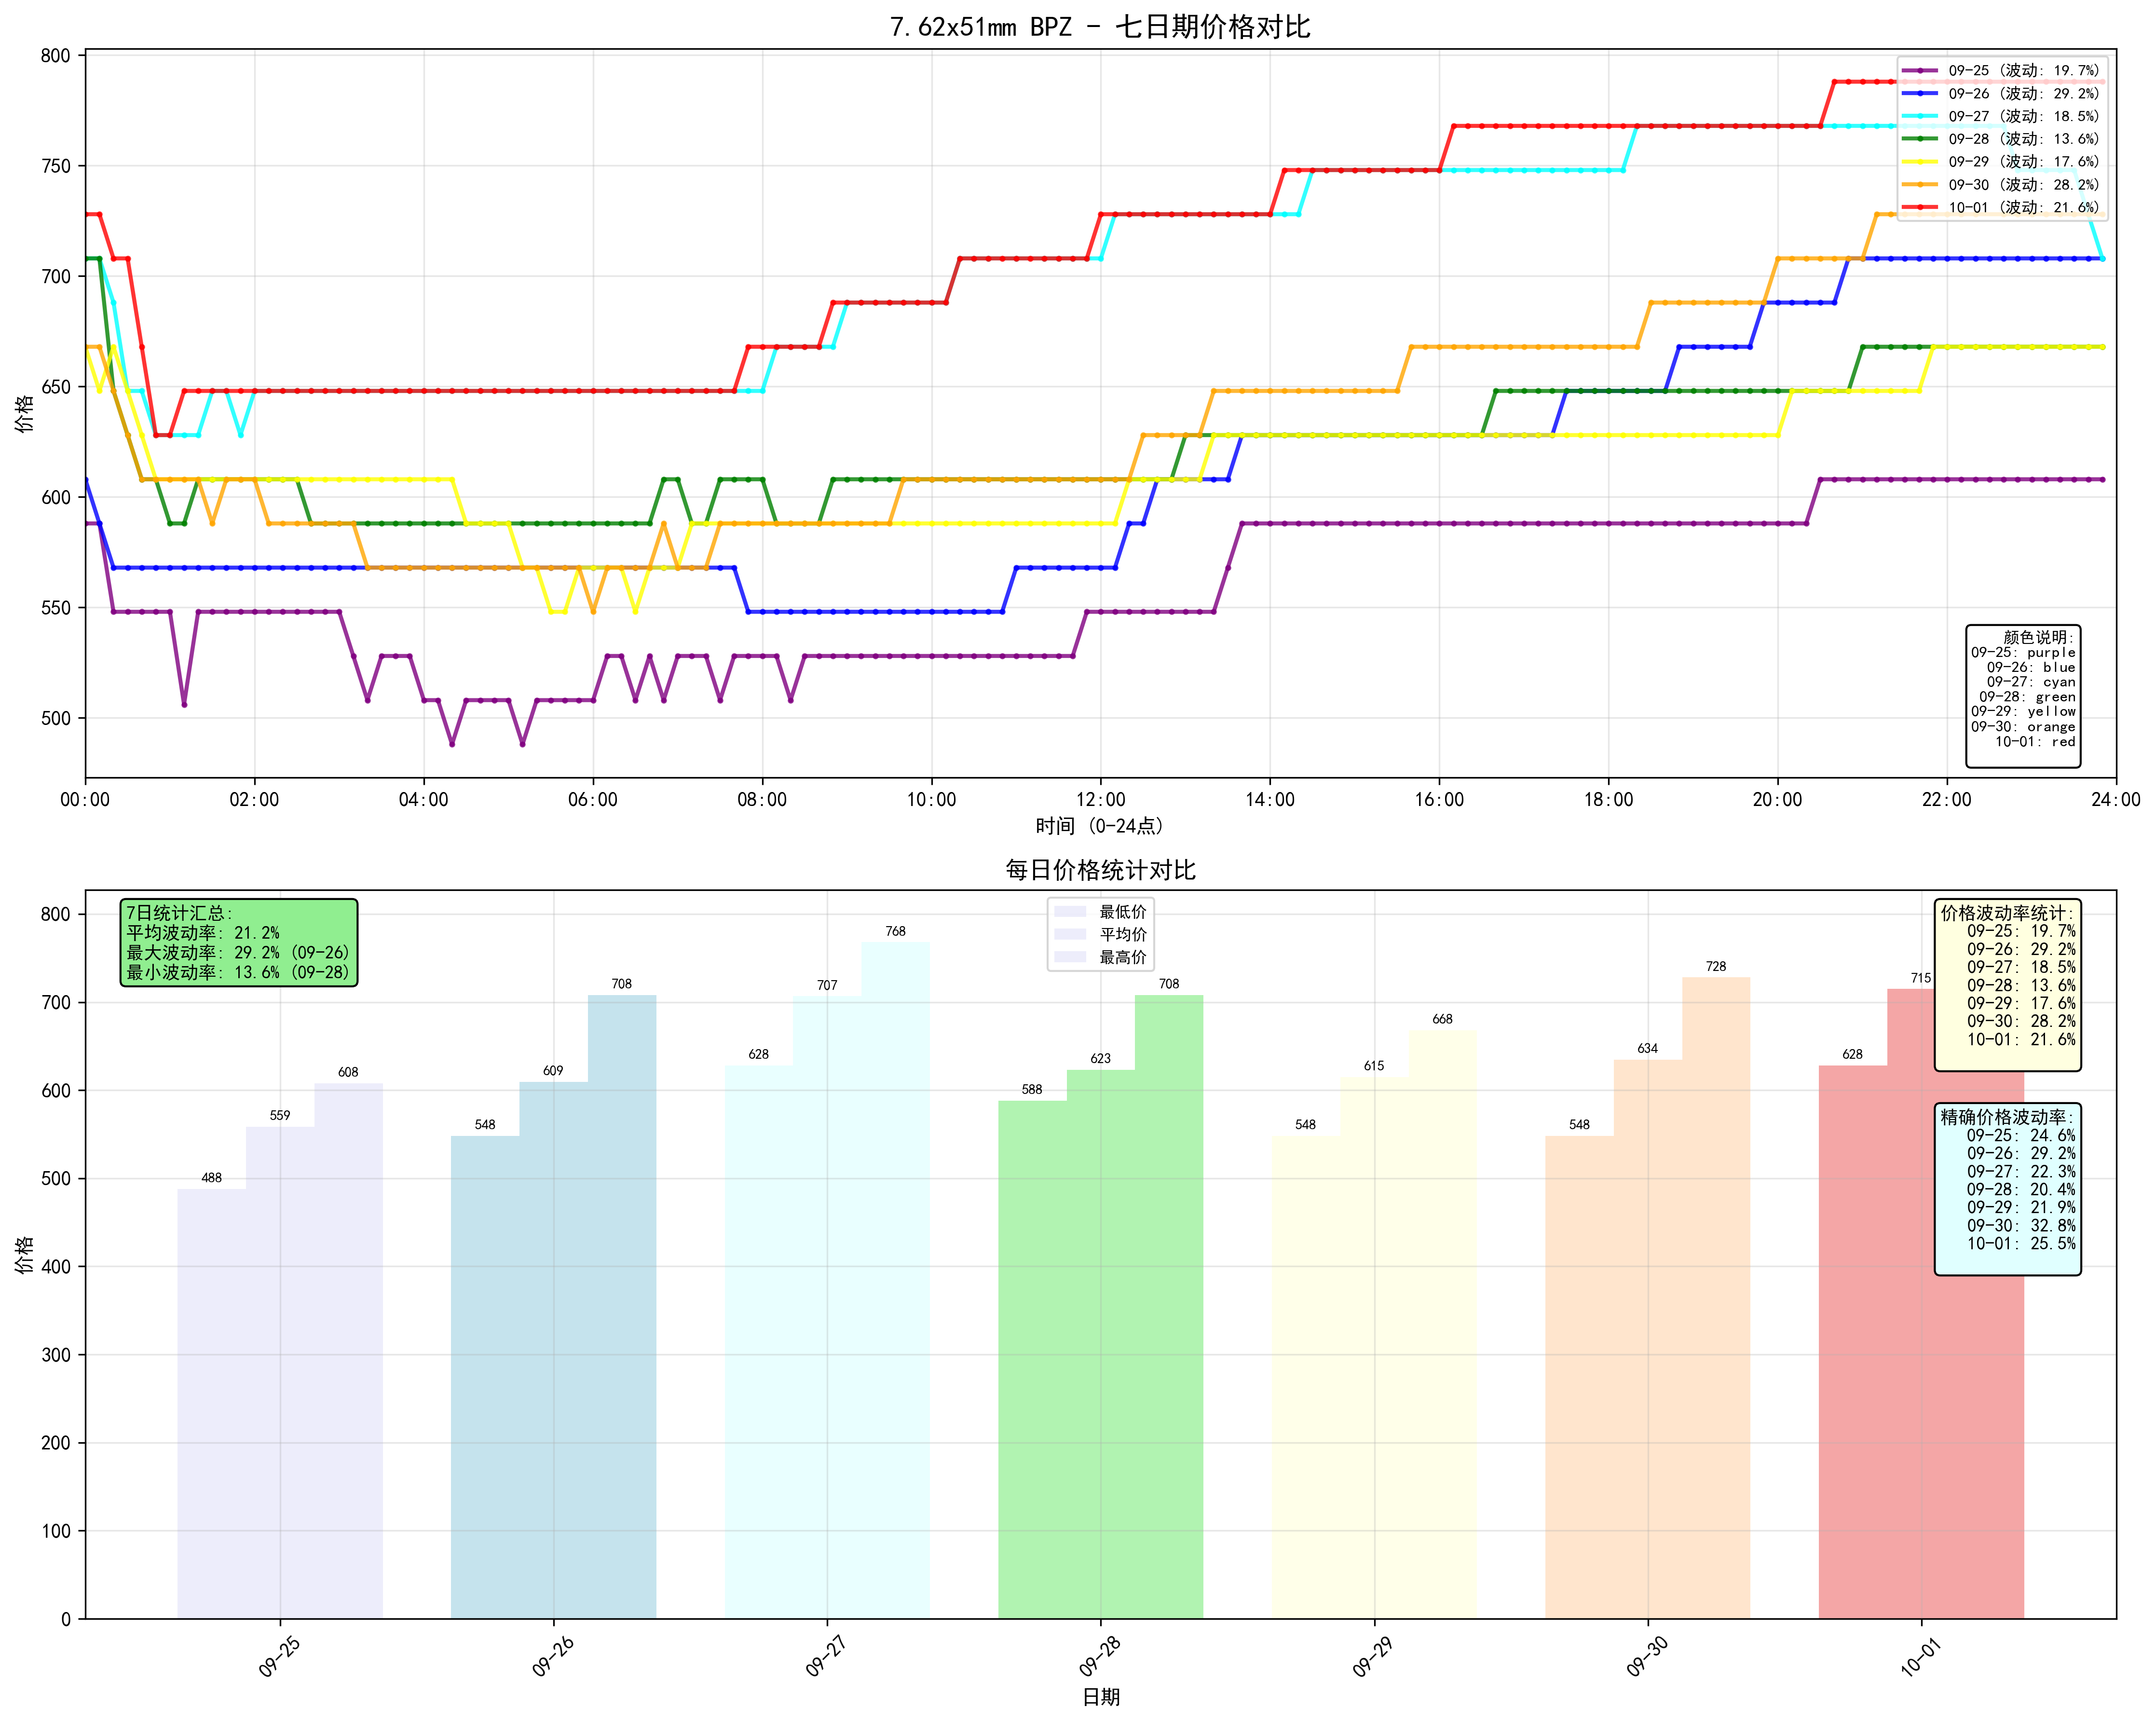 7.62x51mm BPZ - 七日期价格对比
800
750
700
650
600
550
500
价格
09-25 (波动: 19.7%)
09-26 (波动: 29.2%)
09-27 (波动: 18.5%)
09-28 (波动: 13.6%)
09-29 (波动: 17.6%)
09-30 (波动: 28.2%)
10-01 (波动: 21.6%)
颜色说明:
09-25: purple
09-26: blue
09-27: cyan
09-28: green
09-29: yellow
09-30: orange
10-01: red
00:00 02:00 04:00 06:00 08:00 10:00 12:00 14:00 16:00 18:00 20:00 22:00 24:00
时间 (0-24点)
每日价格统计对比
800
700
600
500
400
300
200
100
0
价格
7日统计汇总:
平均波动率: 21.2%
最大波动率: 29.2% (09-26)
最小波动率: 13.6% (09-28)
最低价
平均价
最高价
488 559 608
548 609 708
628 707 768
588 623 708
548 615 668
548 634 728
628 715
价格波动率统计:
09-25: 19.7%
09-26: 29.2%
09-27: 18.5%
09-28: 13.6%
09-29: 17.6%
09-30: 28.2%
10-01: 21.6%
精确价格波动率:
09-25: 24.6%
09-26: 29.2%
09-27: 22.3%
09-28: 20.4%
09-29: 21.9%
09-30: 32.8%
10-01: 25.5%
09-25 09-26 09-27 09-28 09-29 09-30 10-01
日期